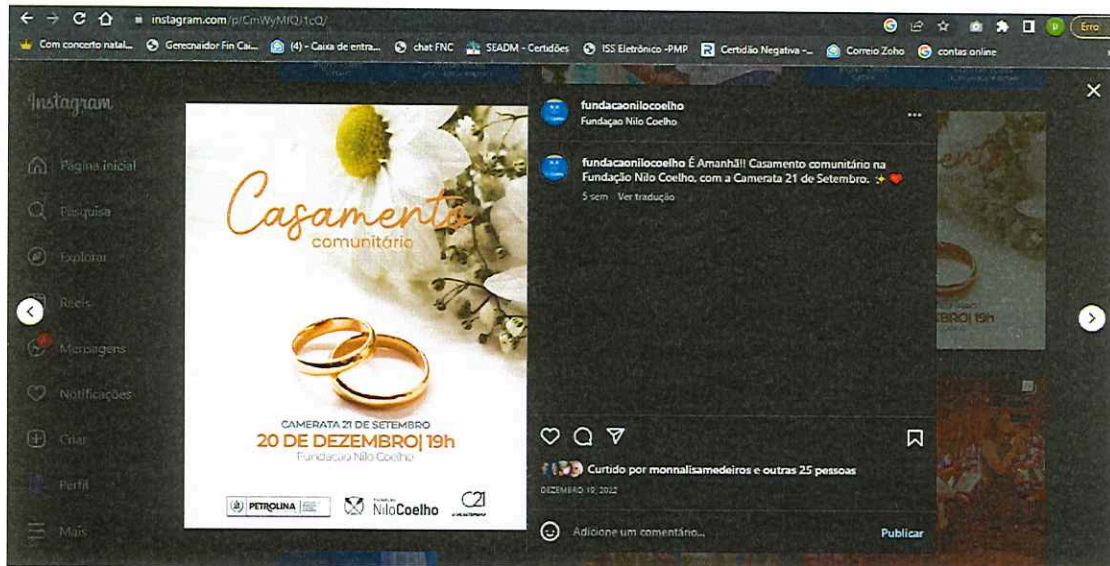 instagram.com/p/CmWyMfQJ1cQ/
Erro
Com concerto natal...
Gerecnaidor Fin Cai...
(4) - Caixa de entra...
chat FNC
SEADM - Certidões
ISS Eletrônico -PMP
Certidão Negativa -...
Correio Zoho
contas online
Instagram
Página inicial
Pesquisa
Explorar
Reels
Mensagens
Notificações
Criar
Perfil
Mais
Casamento
comunitário
CAMERATA 21 DE SETEMBRO
20 DE DEZEMBRO| 19h
Fundação Nilo Coelho
PETROLINA
NiloCoelho
C21
fundacaonilocoelho
Fundaçao Nilo Coelho
fundacaonilocoelho É Amanhã!! Casamento comunitário na
Fundação Nilo Coelho, com a Camerata 21 de Setembro. ✨❤️
5 sem Ver tradução
Curtido por monnalisamedeiros e outras 25 pessoas
DEZEMBRO 19, 2022
Adicione um comentário...
Publicar
BRO| 19h